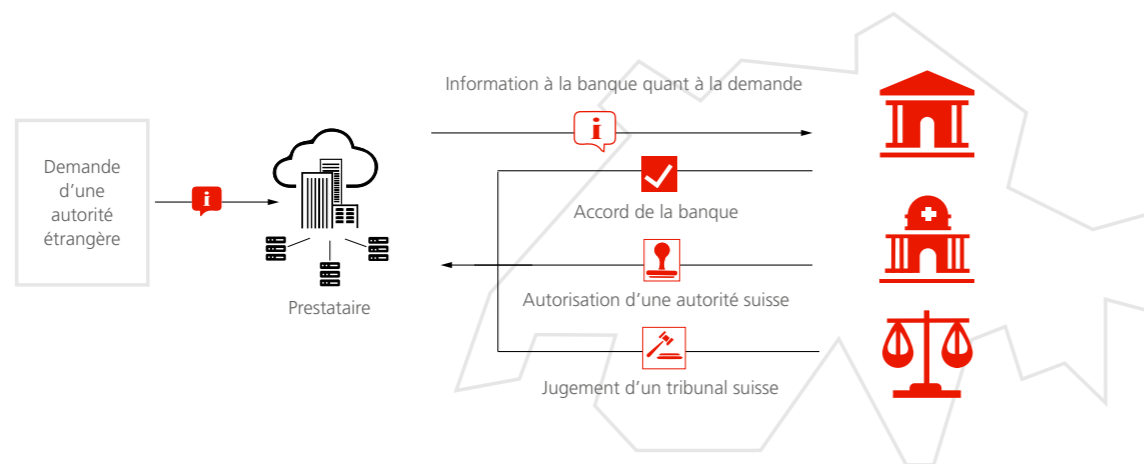 Information à la banque quant à la demande
Demande
d'une
autorité
étrangère
Accord de la banque
Prestataire
Autorisation d'une autorité suisse
Jugement d'un tribunal suisse